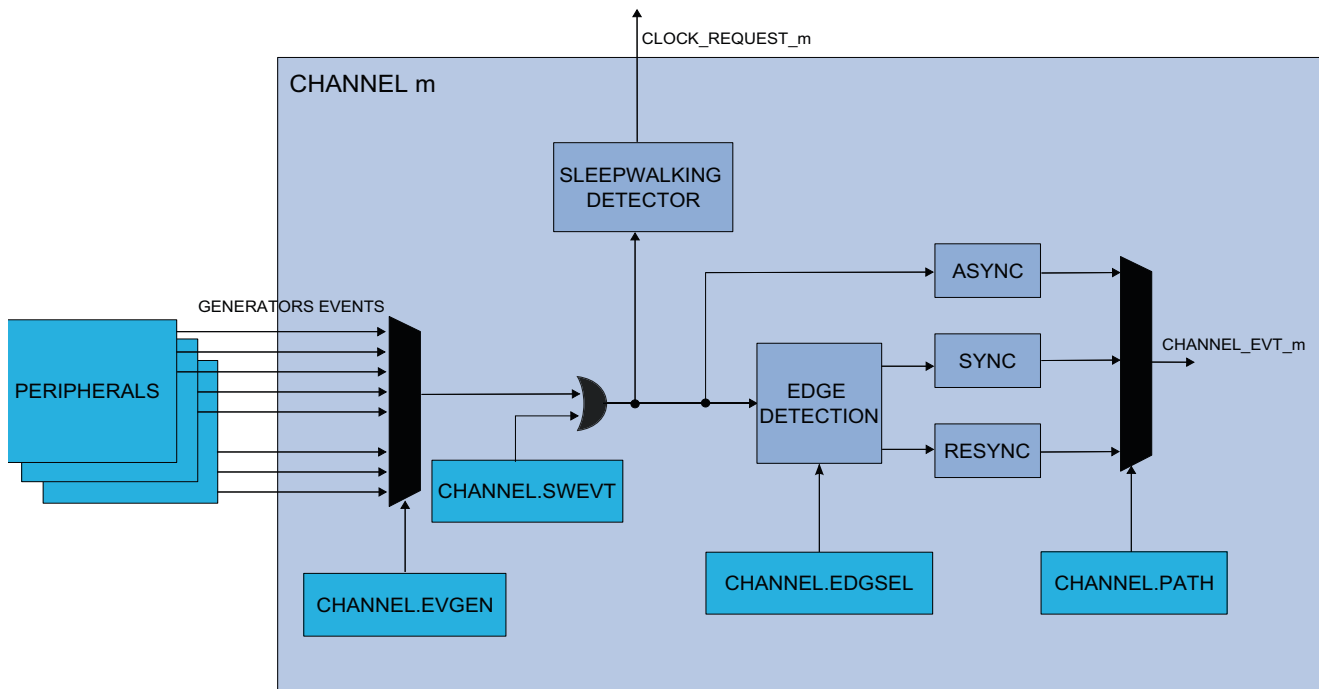 CLOCK_REQUEST_m
CHANNEL m
SLEEPWALKING
DETECTOR
ASYNC
GENERATORS EVENTS
PERIPHERALS
EDGE
DETECTION
SYNC
CHANNEL_EVT_m
RESYNC
CHANNEL.SWEVT
CHANNEL.EVGEN
CHANNEL.EDGSEL
CHANNEL.PATH